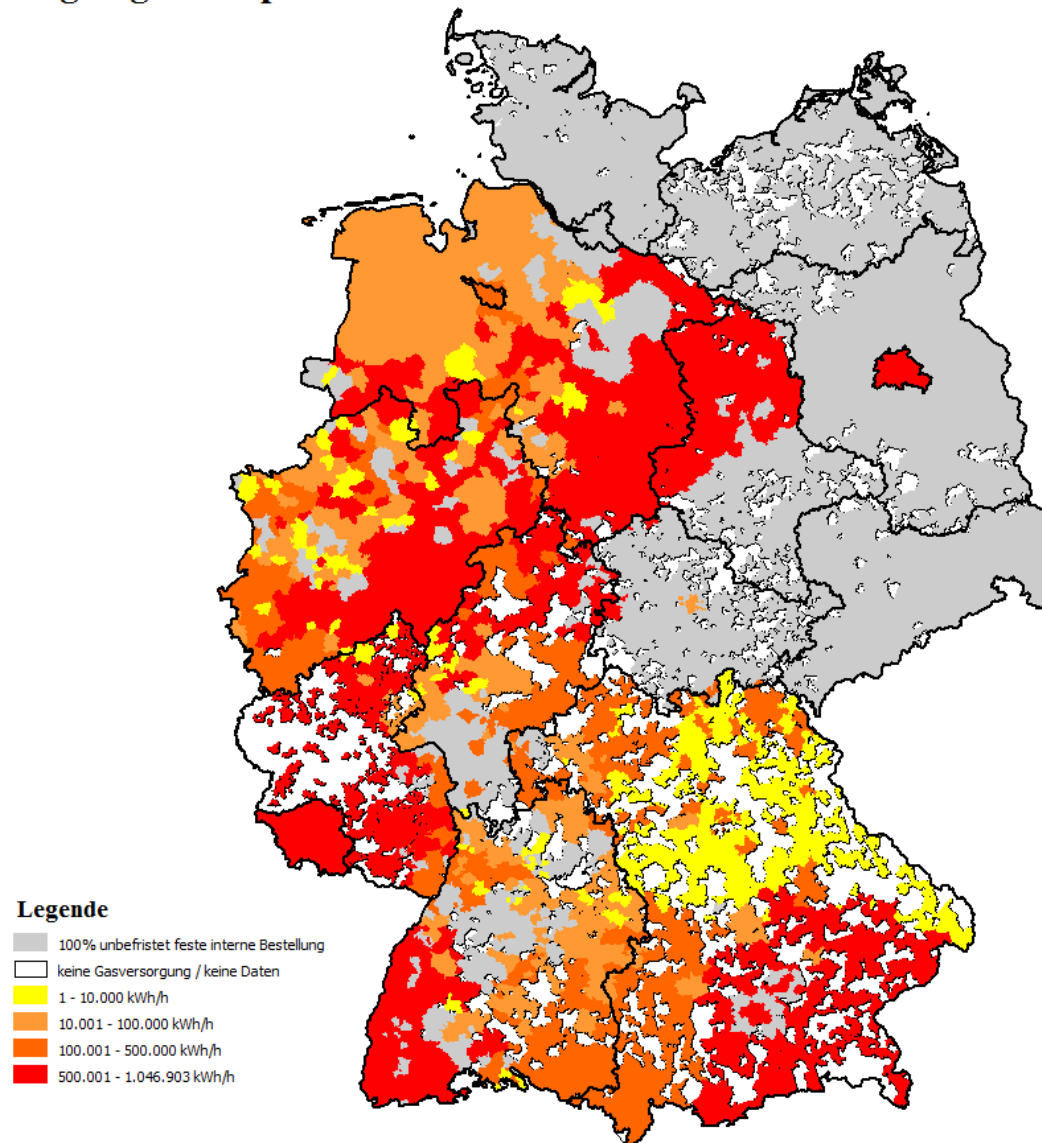 Legende
100% unbefristet feste interne Bestellung
keine Gasversorgung / keine Daten
1 - 10.000 kWh/h
10.001 - 100.000 kWh/h
100.001 - 500.000 kWh/h
500.001 - 1.046.903 kWh/h